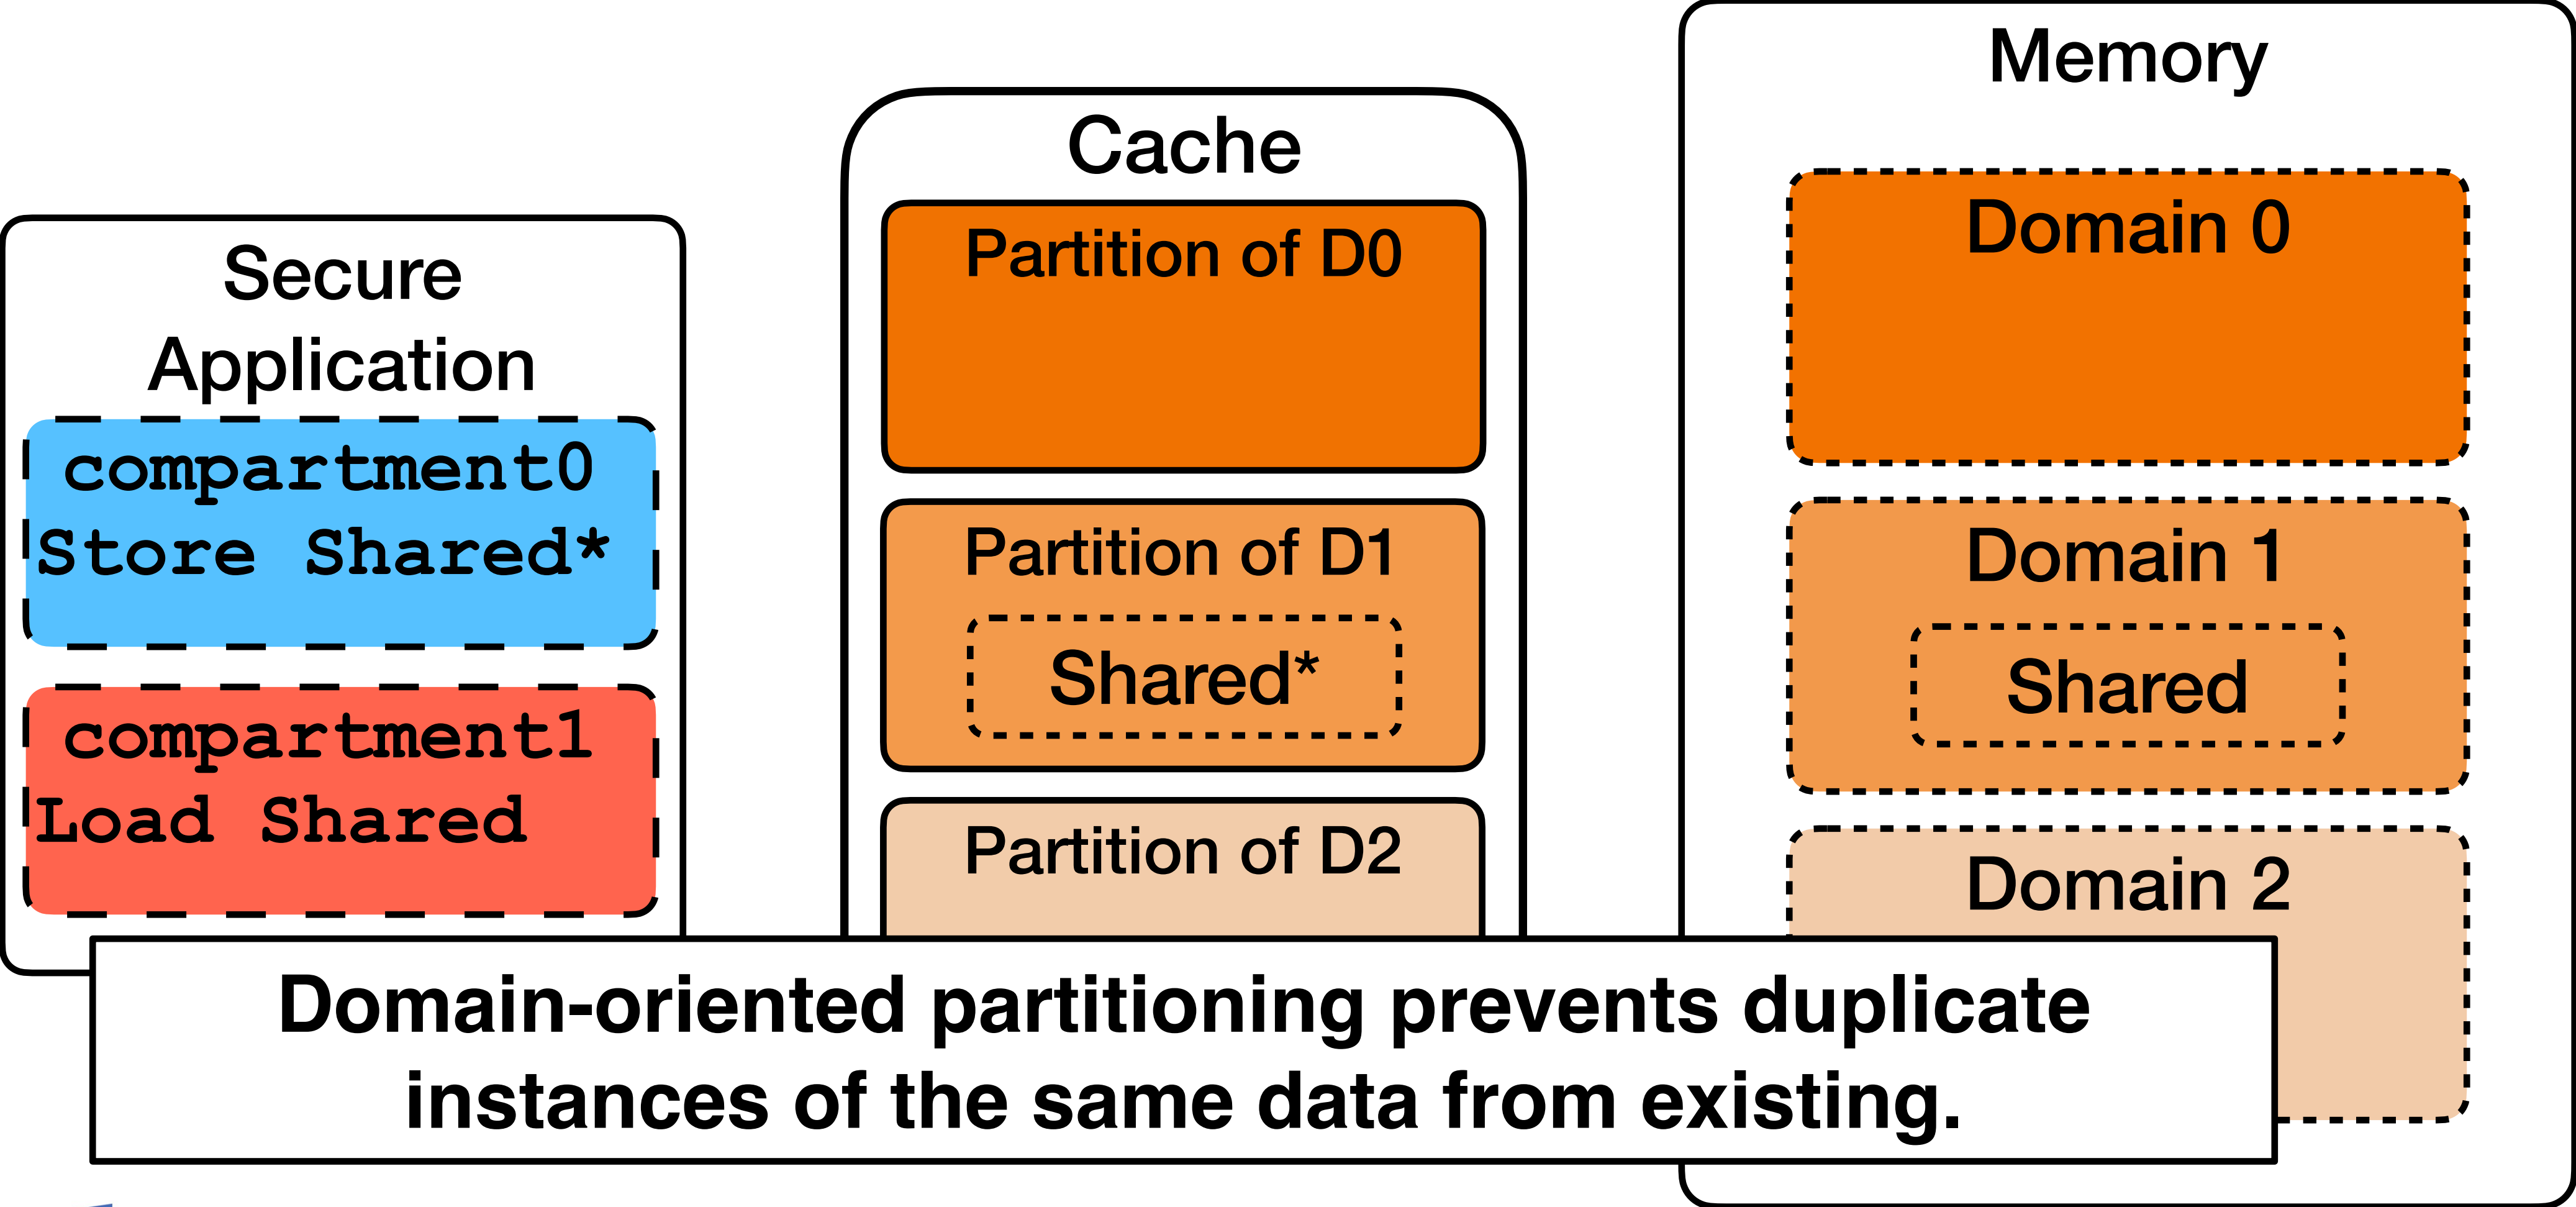 Secure
Application
compartment0
Store Shared*
compartment1
Load Shared
Cache
Partition of D0
Partition of D1
Shared*
Partition of D2
Memory
Domain 0
Domain 1
Shared
Domain 2
Domain-oriented partitioning prevents duplicate
instances of the same data from existing.